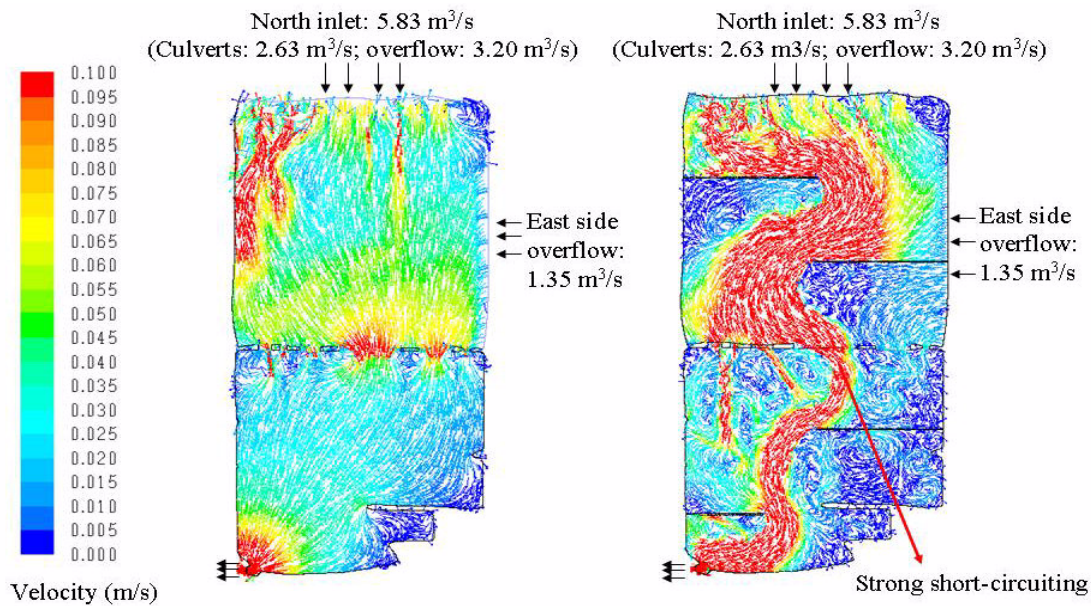 North inlet: 5.83 m³/s
(Culverts: 2.63 m³/s; overflow: 3.20 m³/s)
North inlet: 5.83 m³/s
(Culverts: 2.63 m3/s; overflow: 3.20 m³/s)
0.100
0.095
0.090
0.085
0.080
0.075
0.070
0.065
0.060
0.055
0.050
0.045
0.040
0.035
0.030
0.025
0.020
0.015
0.010
0.005
0.000
Velocity (m/s)
East side
overflow:
1.35 m³/s
East side
overflow:
1.35 m³/s
Strong short-circuiting